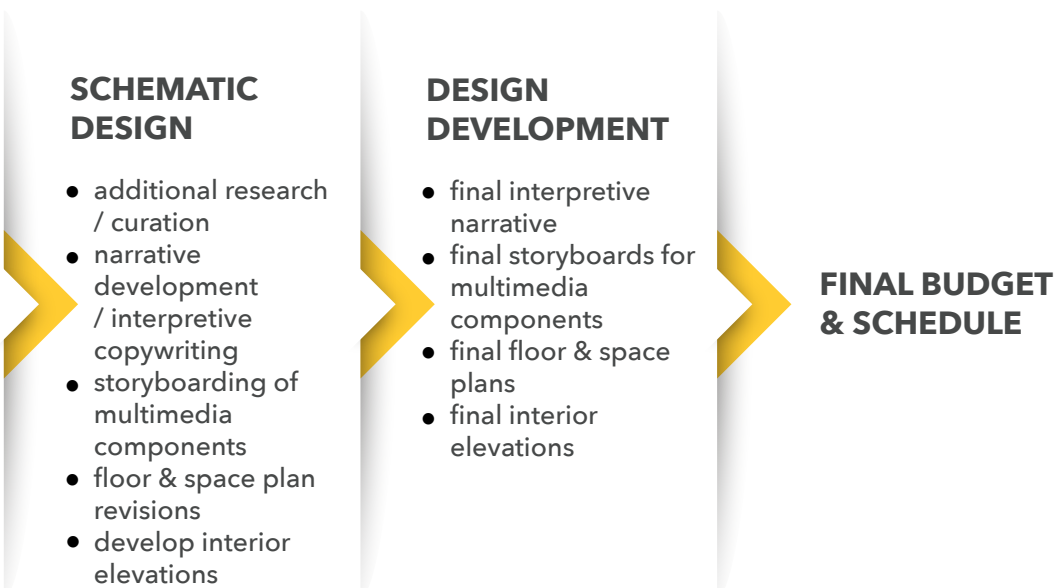 SCHEMATIC
DESIGN
● additional research
/ curation
● narrative
development
/ interpretive
copywriting
● storyboarding of
multimedia
components
● floor & space plan
revisions
● develop interior
elevations
DESIGN
DEVELOPMENT
● final interpretive
narrative
● final storyboards for
multimedia
components
● final floor & space
plans
● final interior
elevations
FINAL BUDGET
& SCHEDULE